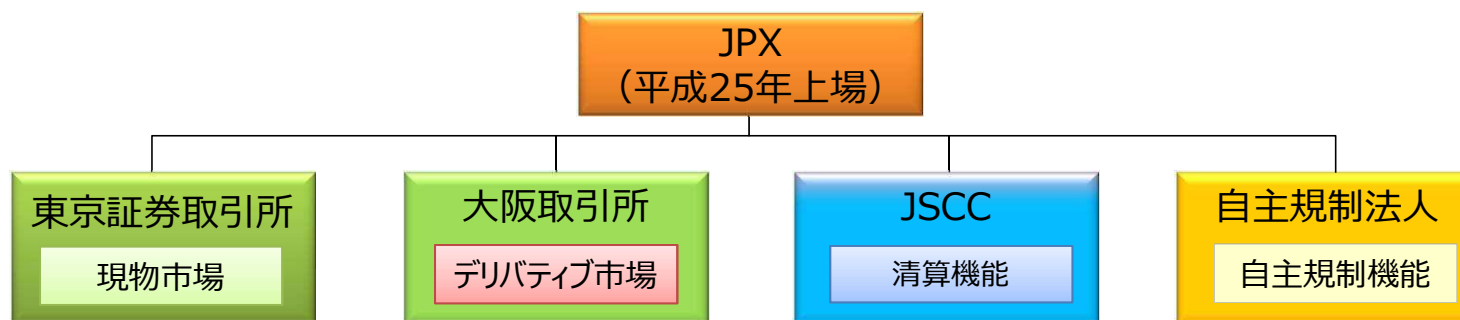 JPX
（平成25年上場）
東京証券取引所
現物市場
大阪取引所
デリバティブ市場
JSCC
清算機能
自主規制法人
自主規制機能